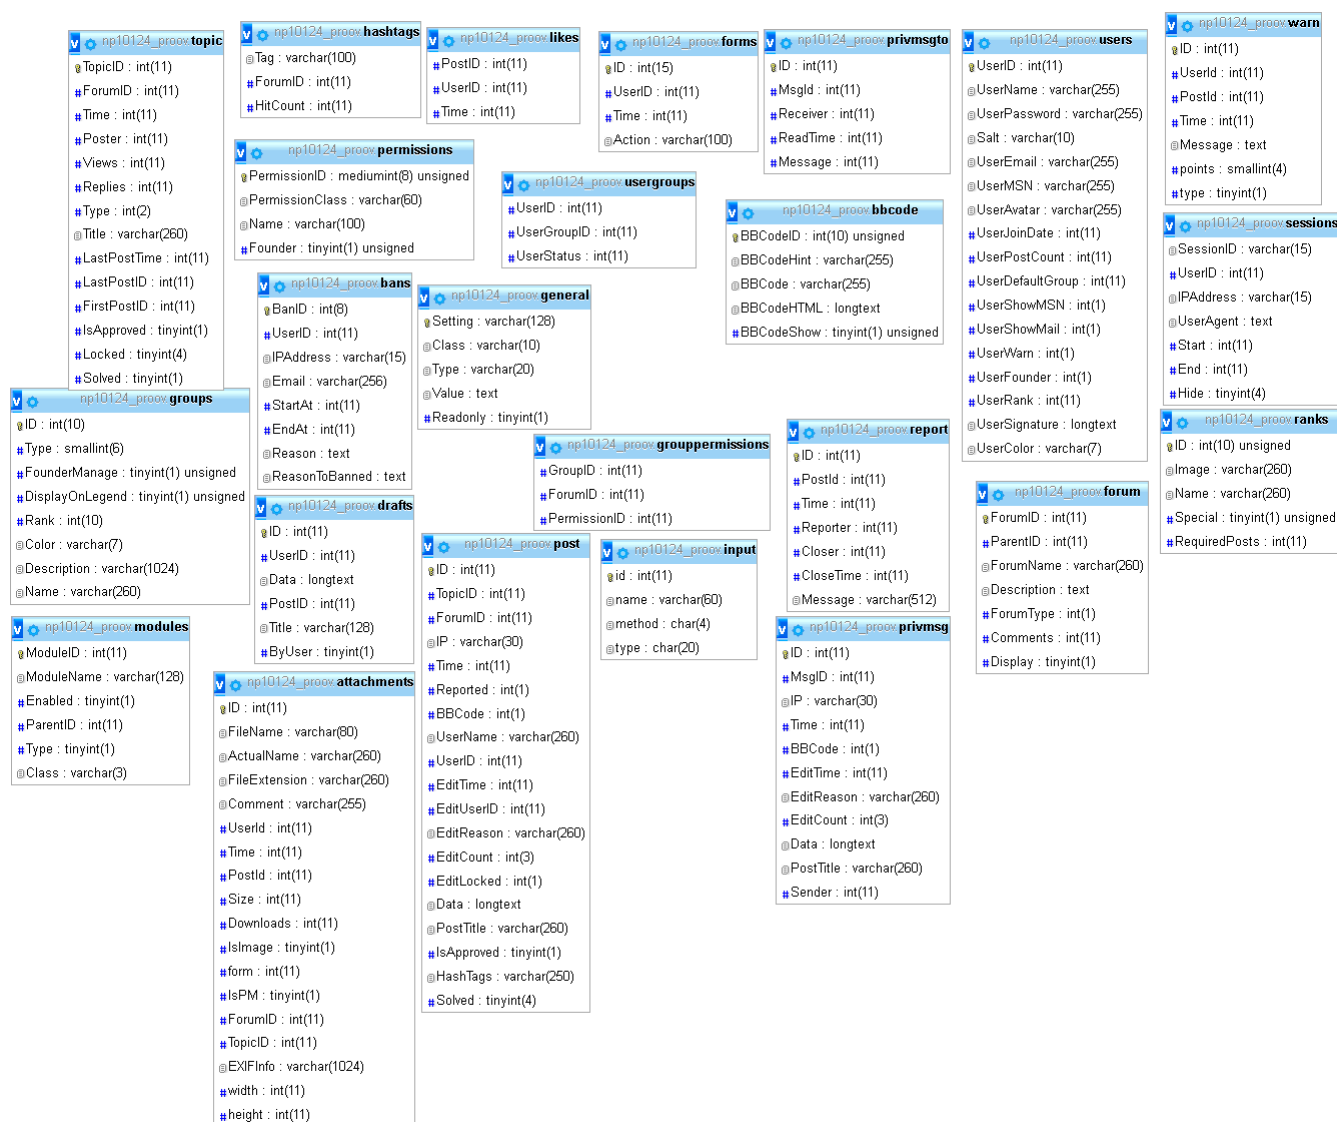 np10124_proov topic
TopicID : int(11)
ForumID : int(11)
Time : int(11)
Poster : int(11)
Views : int(11)
Replies : int(11)
Type : int(2)
Title : varchar(260)
LastPostTime : int(11)
LastPostID : int(11)
FirstPostID : int(11)
IsApproved : tinyint(1)
Locked : tinyint(4)
Solved : tinyint(1)
np10124_proov hashtags
Tag : varchar(100)
ForumID : int(11)
HitCount : int(11)
np10124_proov likes
PostID : int(11)
UserID : int(11)
Time : int(11)
np10124_proov forms
ID : int(15)
UserID : int(11)
Time : int(11)
Action : varchar(100)
np10124_proov privmsgto
ID : int(11)
MsgId : int(11)
Receiver : int(11)
ReadTime : int(11)
Message : int(11)
np10124_proov users
UserID : int(11)
UserName : varchar(255)
UserPassword : varchar(255)
Salt : varchar(10)
UserEmail : varchar(255)
UserMSN : varchar(255)
UserAvatar : varchar(255)
UserJoinDate : int(11)
UserPostCount : int(11)
UserDefaultGroup : int(11)
UserShowMSN : int(1)
UserShowMail : int(1)
UserWarn : int(1)
UserFounder : int(1)
UserRank : int(11)
UserSignature : longtext
UserColor : varchar(7)
np10124_proov warn
ID : int(11)
UserId : int(11)
PostId : int(11)
Time : int(11)
Message : text
points : smallint(4)
type : tinyint(1)
np10124_proov permissions
PermissionID : mediumint(8) unsigned
PermissionClass : varchar(60)
Name : varchar(100)
Founder : tinyint(1) unsigned
np10124_proov usergroups
UserID : int(11)
UserGroupID : int(11)
UserStatus : int(11)
np10124_proov bbcode
BBCodeID : int(10) unsigned
BBCodeHint : varchar(255)
BBCode : varchar(255)
BBCodeHTML : longtext
BBCodeShow : tinyint(1) unsigned
np10124_proov sessions
SessionID : varchar(15)
UserID : int(11)
IPAddress : varchar(15)
UserAgent : text
Start : int(11)
End : int(11)
Hide : tinyint(4)
np10124_proov bans
BanID : int(8)
UserID : int(11)
IPAddress : varchar(15)
Email : varchar(256)
StartAt : int(11)
EndAt : int(11)
Reason : text
ReasonToBanned : text
np10124_proov general
Setting : varchar(128)
Class : varchar(10)
Type : varchar(20)
Value : text
Readonly : tinyint(1)
np10124_proov groups
ID : int(10)
Type : smallint(6)
FounderManage : tinyint(1) unsigned
DisplayOnLegend : tinyint(1) unsigned
Rank : int(10)
Color : varchar(7)
Description : varchar(1024)
Name : varchar(260)
np10124_proov grouppermissions
GroupID : int(11)
ForumID : int(11)
PermissionID : int(11)
np10124_proov report
ID : int(11)
PostId : int(11)
Time : int(11)
Reporter : int(11)
Closer : int(11)
CloseTime : int(11)
Message : varchar(512)
np10124_proov ranks
ID : int(10) unsigned
Image : varchar(260)
Name : varchar(260)
Special : tinyint(1) unsigned
RequiredPosts : int(11)
np10124_proov forum
ForumID : int(11)
ParentID : int(11)
ForumName : varchar(260)
Description : text
ForumType : int(1)
Comments : int(11)
Display : tinyint(1)
np10124_proov drafts
ID : int(11)
UserID : int(11)
Data : longtext
PostID : int(11)
Title : varchar(128)
ByUser : tinyint(1)
np10124_proov post
ID : int(11)
TopicID : int(11)
ForumID : int(11)
IP : varchar(30)
Time : int(11)
Reported : int(1)
BBCode : int(1)
UserName : varchar(260)
UserID : int(11)
EditTime : int(11)
EditUserID : int(11)
EditReason : varchar(260)
EditCount : int(3)
EditLocked : int(1)
Data : longtext
PostTitle : varchar(260)
IsApproved : tinyint(1)
HashTags : varchar(250)
Solved : tinyint(4)
np10124_proov input
id : int(11)
name : varchar(60)
method : char(4)
type : char(20)
np10124_proov modules
ModuleID : int(11)
ModuleName : varchar(128)
Enabled : tinyint(1)
ParentID : int(11)
Type : tinyint(1)
Class : varchar(3)
np10124_proov privmsg
ID : int(11)
MsgID : int(11)
IP : varchar(30)
Time : int(11)
BBCode : int(1)
EditTime : int(11)
EditReason : varchar(260)
EditCount : int(3)
Data : longtext
PostTitle : varchar(260)
Sender : int(11)
np10124_proov attachments
ID : int(11)
FileName : varchar(80)
ActualName : varchar(260)
FileExtension : varchar(260)
Comment : varchar(255)
UserId : int(11)
Time : int(11)
PostId : int(11)
Size : int(11)
Downloads : int(11)
IsImage : tinyint(1)
form : int(11)
IsPM : tinyint(1)
ForumID : int(11)
TopicID : int(11)
EXIFInfo : varchar(1024)
width : int(11)
height : int(11)